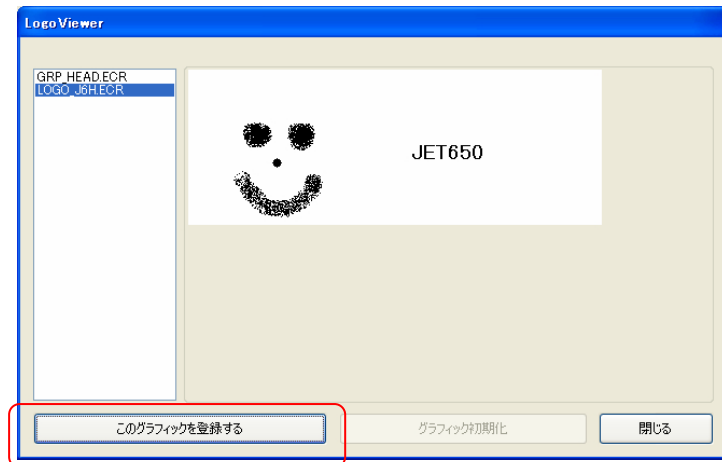 LogoViewer
GRP_HEAD.ECR
LOGO_J6H.ECR
JET650
このグラフィックを登録する
グラフィック初期化
閉じる